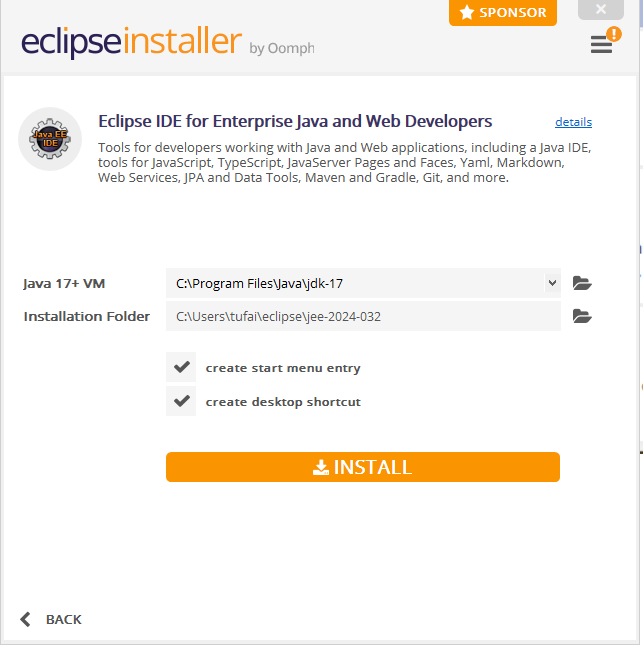 SPONSOR
eclipseinstaller by Oomph
!
Java EE
IDE
Eclipse IDE for Enterprise Java and Web Developers details
Tools for developers working with Java and Web applications, including a Java IDE,
tools for JavaScript, TypeScript, JavaServer Pages and Faces, Yaml, Markdown,
Web Services, JPA and Data Tools, Maven and Gradle, Git, and more.
Java 17+ VM C:\Program Files\Java\jdk-17
Installation Folder C:\Users\tufai\eclipse\jee-2024-032
create start menu entry
create desktop shortcut
INSTALL
BACK